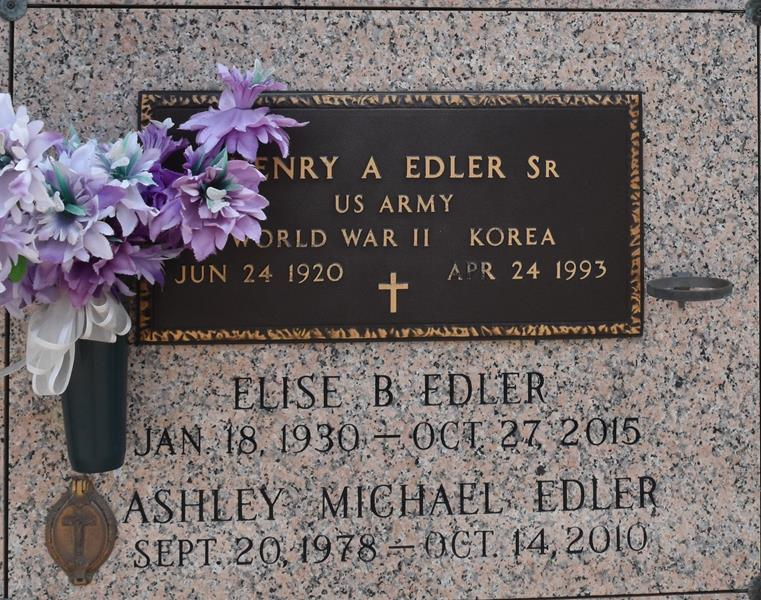 ENRY A EDLER SR
US ARMY
WORLD WAR II KOREA
JUN 24 1920 APR 24 1993
ELISE B EDLER
JAN. 18, 1930 – OCT. 27, 2015
ASHLEY MICHAEL EDLER
SEPT. 20, 1978 – OCT. 14, 2010